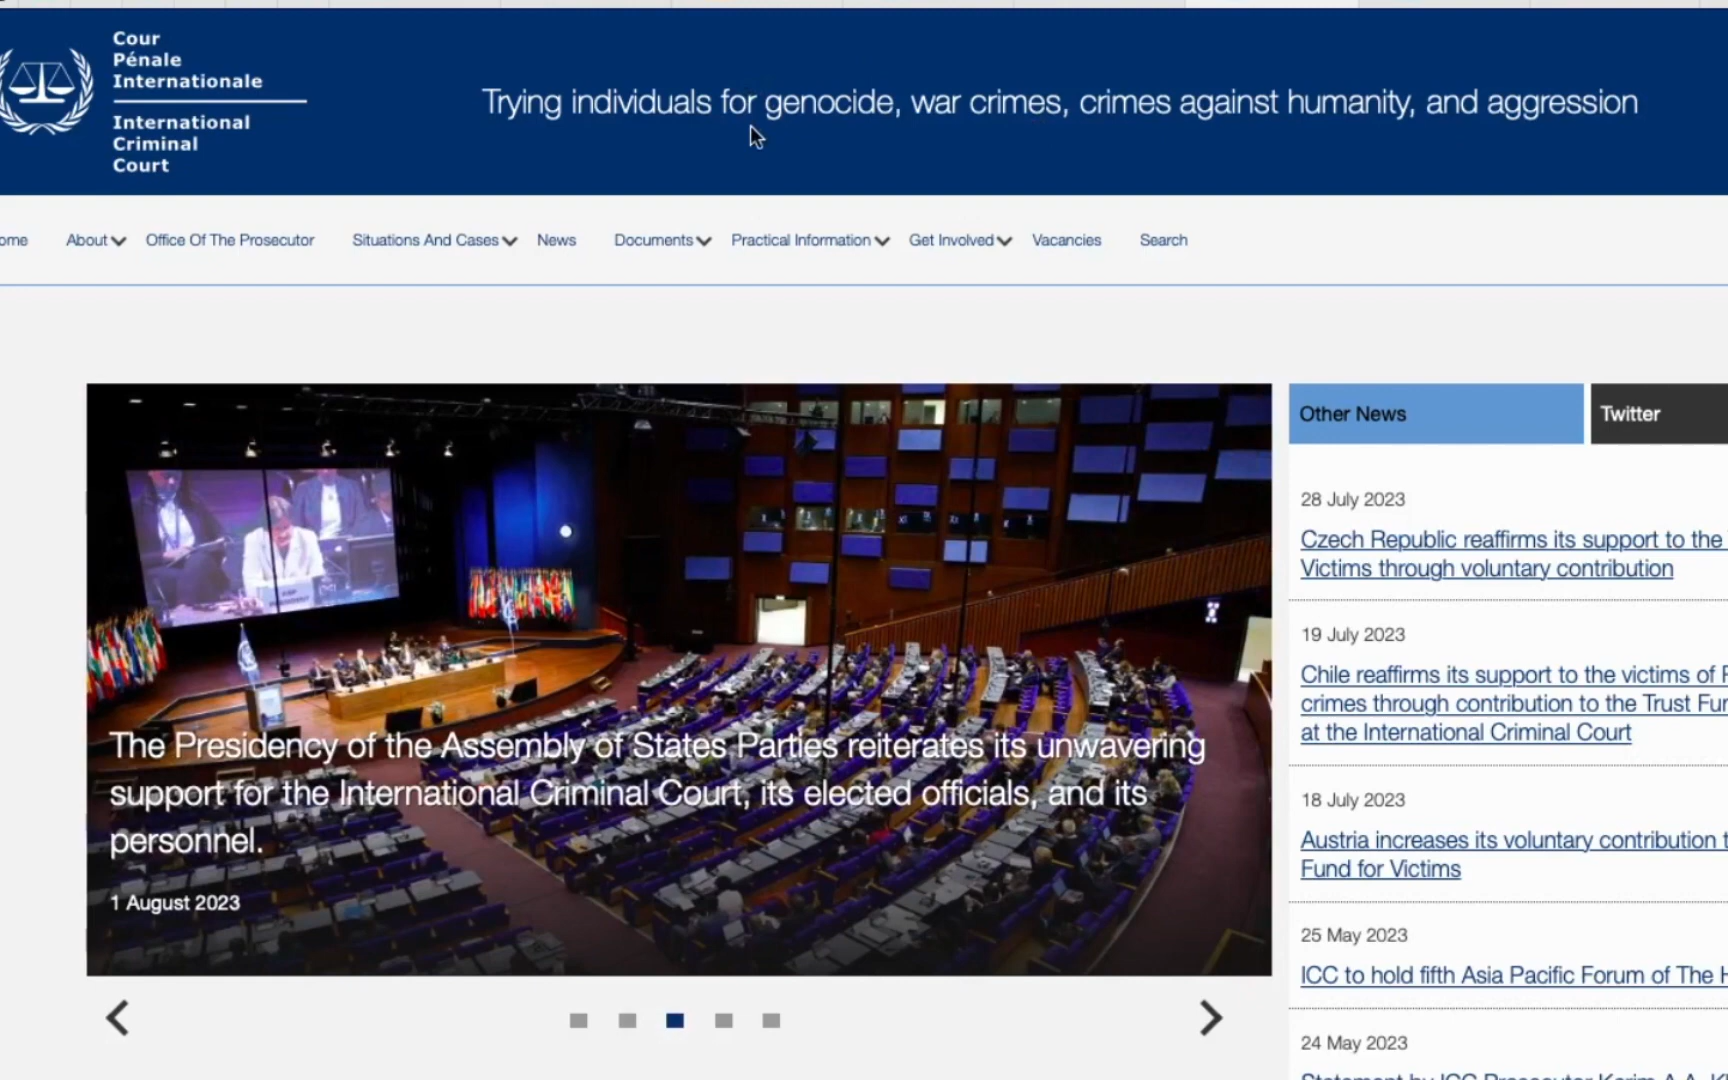 Cour
Pénale
Internationale
International
Criminal
Court
Trying individuals for genocide, war crimes, crimes against humanity, and aggression
About
Office Of The Prosecutor
Situations And Cases
News
Documents
Practical Information
Get Involved
Vacancies
Search
The Presidency of the Assembly of States Parties reiterates its unwavering
support for the International Criminal Court, its elected officials, and its
personnel.
1 August 2023
Other News
Twitter
28 July 2023
Czech Republic reaffirms its support to the
Victims through voluntary contribution
19 July 2023
Chile reaffirms its support to the victims of
crimes through contribution to the Trust
at the International Criminal Court
18 July 2023
Austria increases its voluntary contribution
Fund for Victims
25 May 2023
ICC to hold fifth Asia Pacific Forum of The
24 May 2023